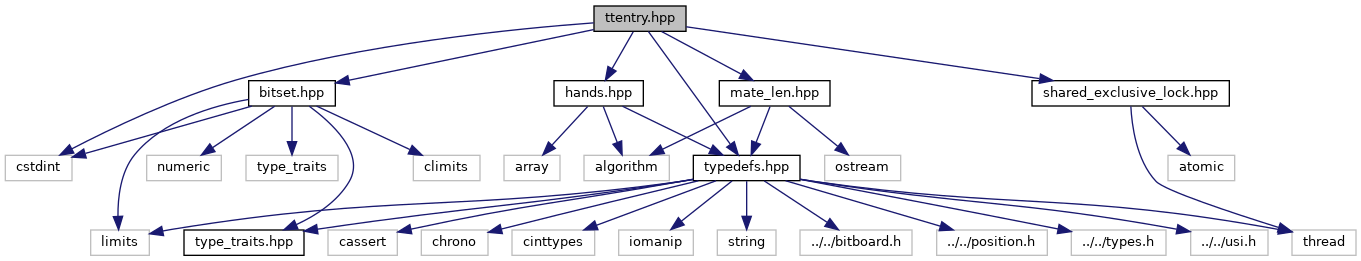 ttentry.hpp
bitset.hpp
hands.hpp
mate_len.hpp
shared_exclusive_lock.hpp
cstdint
numeric
type_traits
climits
array
algorithm
typedefs.hpp
ostream
atomic
limits
type_traits.hpp
cassert
chrono
cinttypes
iomanip
string
../../bitboard.h
../../position.h
../../types.h
../../usi.h
thread